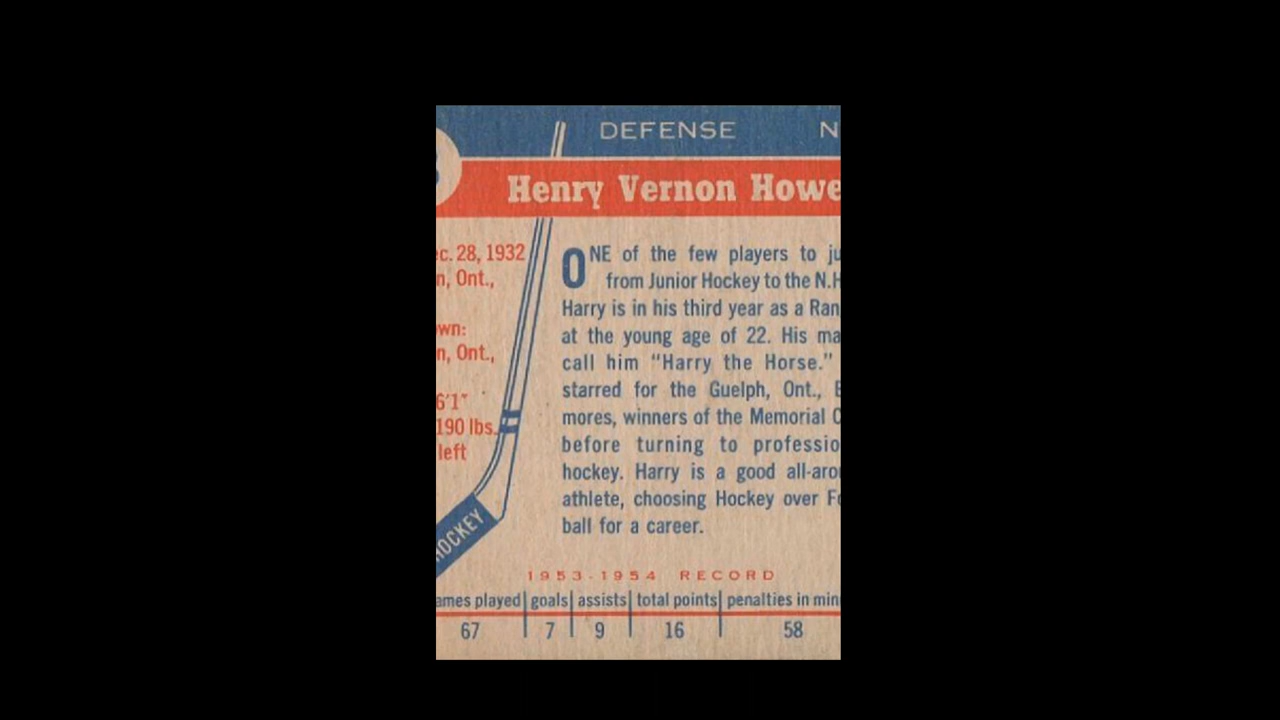 DEFENSE N
Henry Vernon Howe
ec. 28, 1932
n, Ont.,
own:
n, Ont.,
6'1"
190 lbs.
left
HOCKEY
ONE of the few players to ju
from Junior Hockey to the N.H
Harry is in his third year as a Ran
at the young age of 22. His ma
call him "Harry the Horse."
starred for the Guelph, Ont., B
mores, winners of the Memorial C
before turning to professio
hockey. Harry is a good all-aro
athlete, choosing Hockey over Fo
ball for a career.
1953-1954 RECORD
ames played goals assists total points penalties in min
67 7 9 16 58